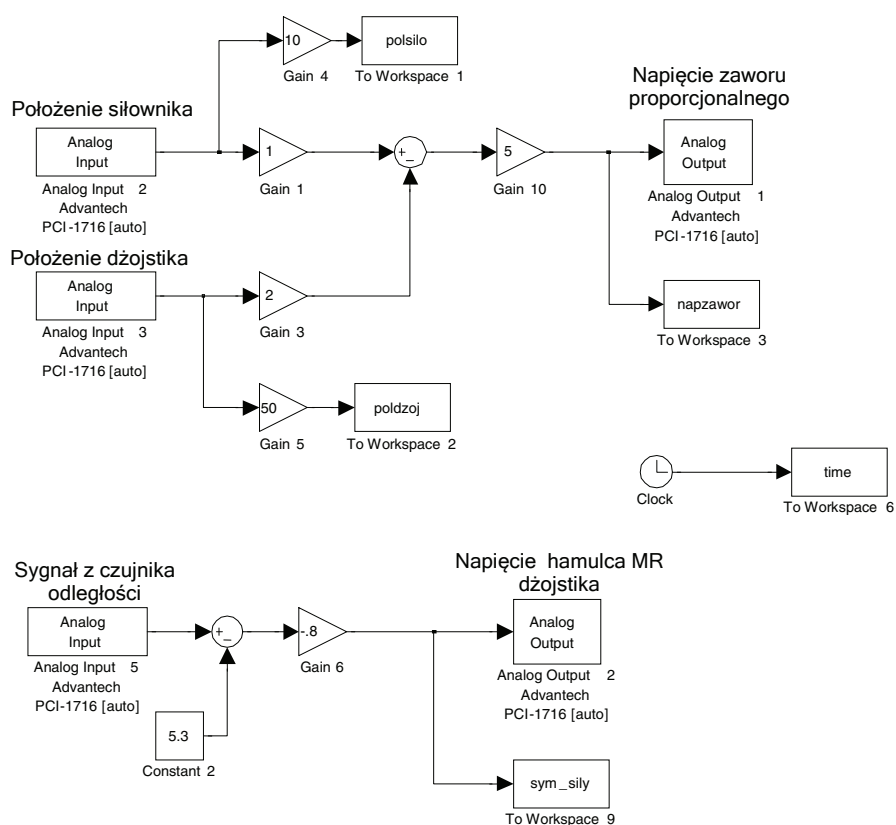 10
polsilo
Gain 4
To Workspace 1
Położenie siłownika
Napięcie zaworu
proporcjonalnego
Analog
Input
1
+
_
5
Analog
Output
Gain 1
Gain 10
Analog Input 2
Advantech
PCI-1716 [auto]
Analog Output 1
Advantech
PCI-1716 [auto]
Położenie dżojstika
Analog
Input
2
napzawor
Analog Input 3
Advantech
PCI-1716 [auto]
Gain 3
To Workspace 3
50
poldzoj
Gain 5
To Workspace 2
time
Clock
To Workspace 6
Sygnał z czujnika
odległości
Napięcie hamulca MR
dżojstika
Analog
Input
+
_
-.8
Analog
Output
Analog Input 5
Advantech
PCI-1716 [auto]
Gain 6
Analog Output 2
Advantech
PCI-1716 [auto]
5.3
Constant 2
sym_sily
To Workspace 9